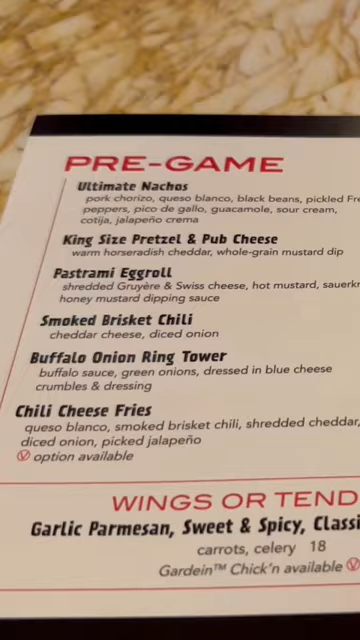 PRE-GAME
Ultimate Nachos
pork chorizo, queso blanco, black beans, pickled Fre
peppers, pico de gallo, guacamole, sour cream,
cotija, jalapeño crema
King Size Pretzel & Pub Cheese
warm horseradish cheddar, whole-grain mustard dip
Pastrami Eggroll
shredded Gruyère & Swiss cheese, hot mustard, sauerkr
honey mustard dipping sauce
Smoked Brisket Chili
cheddar cheese, diced onion
Buffalo Onion Ring Tower
buffalo sauce, green onions, dressed in blue cheese
crumbles & dressing
Chili Cheese Fries
queso blanco, smoked brisket chili, shredded cheddar,
diced onion, picked jalapeño
Ⓥ option available
WINGS OR TEND
Garlic Parmesan, Sweet & Spicy, Classi
carrots, celery 18
Gardein™ Chick'n available Ⓥ